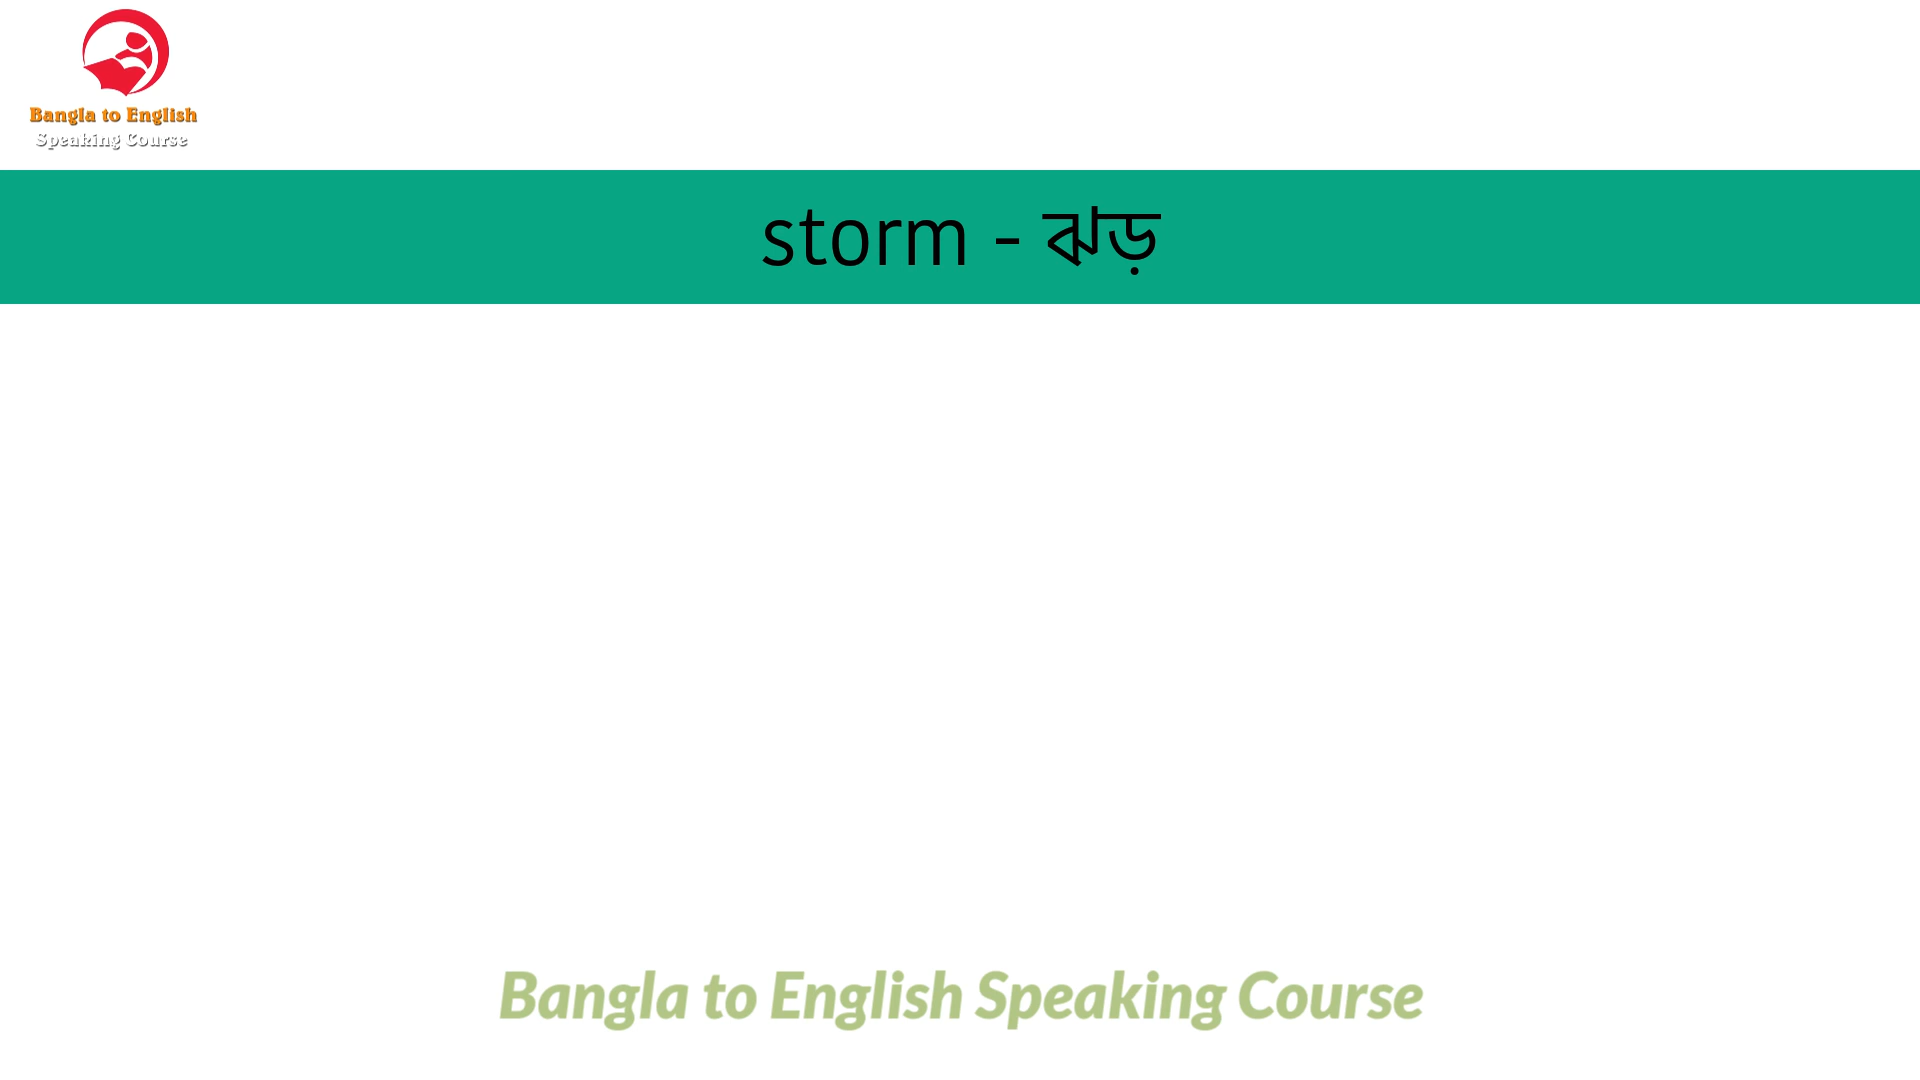 Bangla to English
Speaking Course
storm - ঝড়
Bangla to English Speaking Course